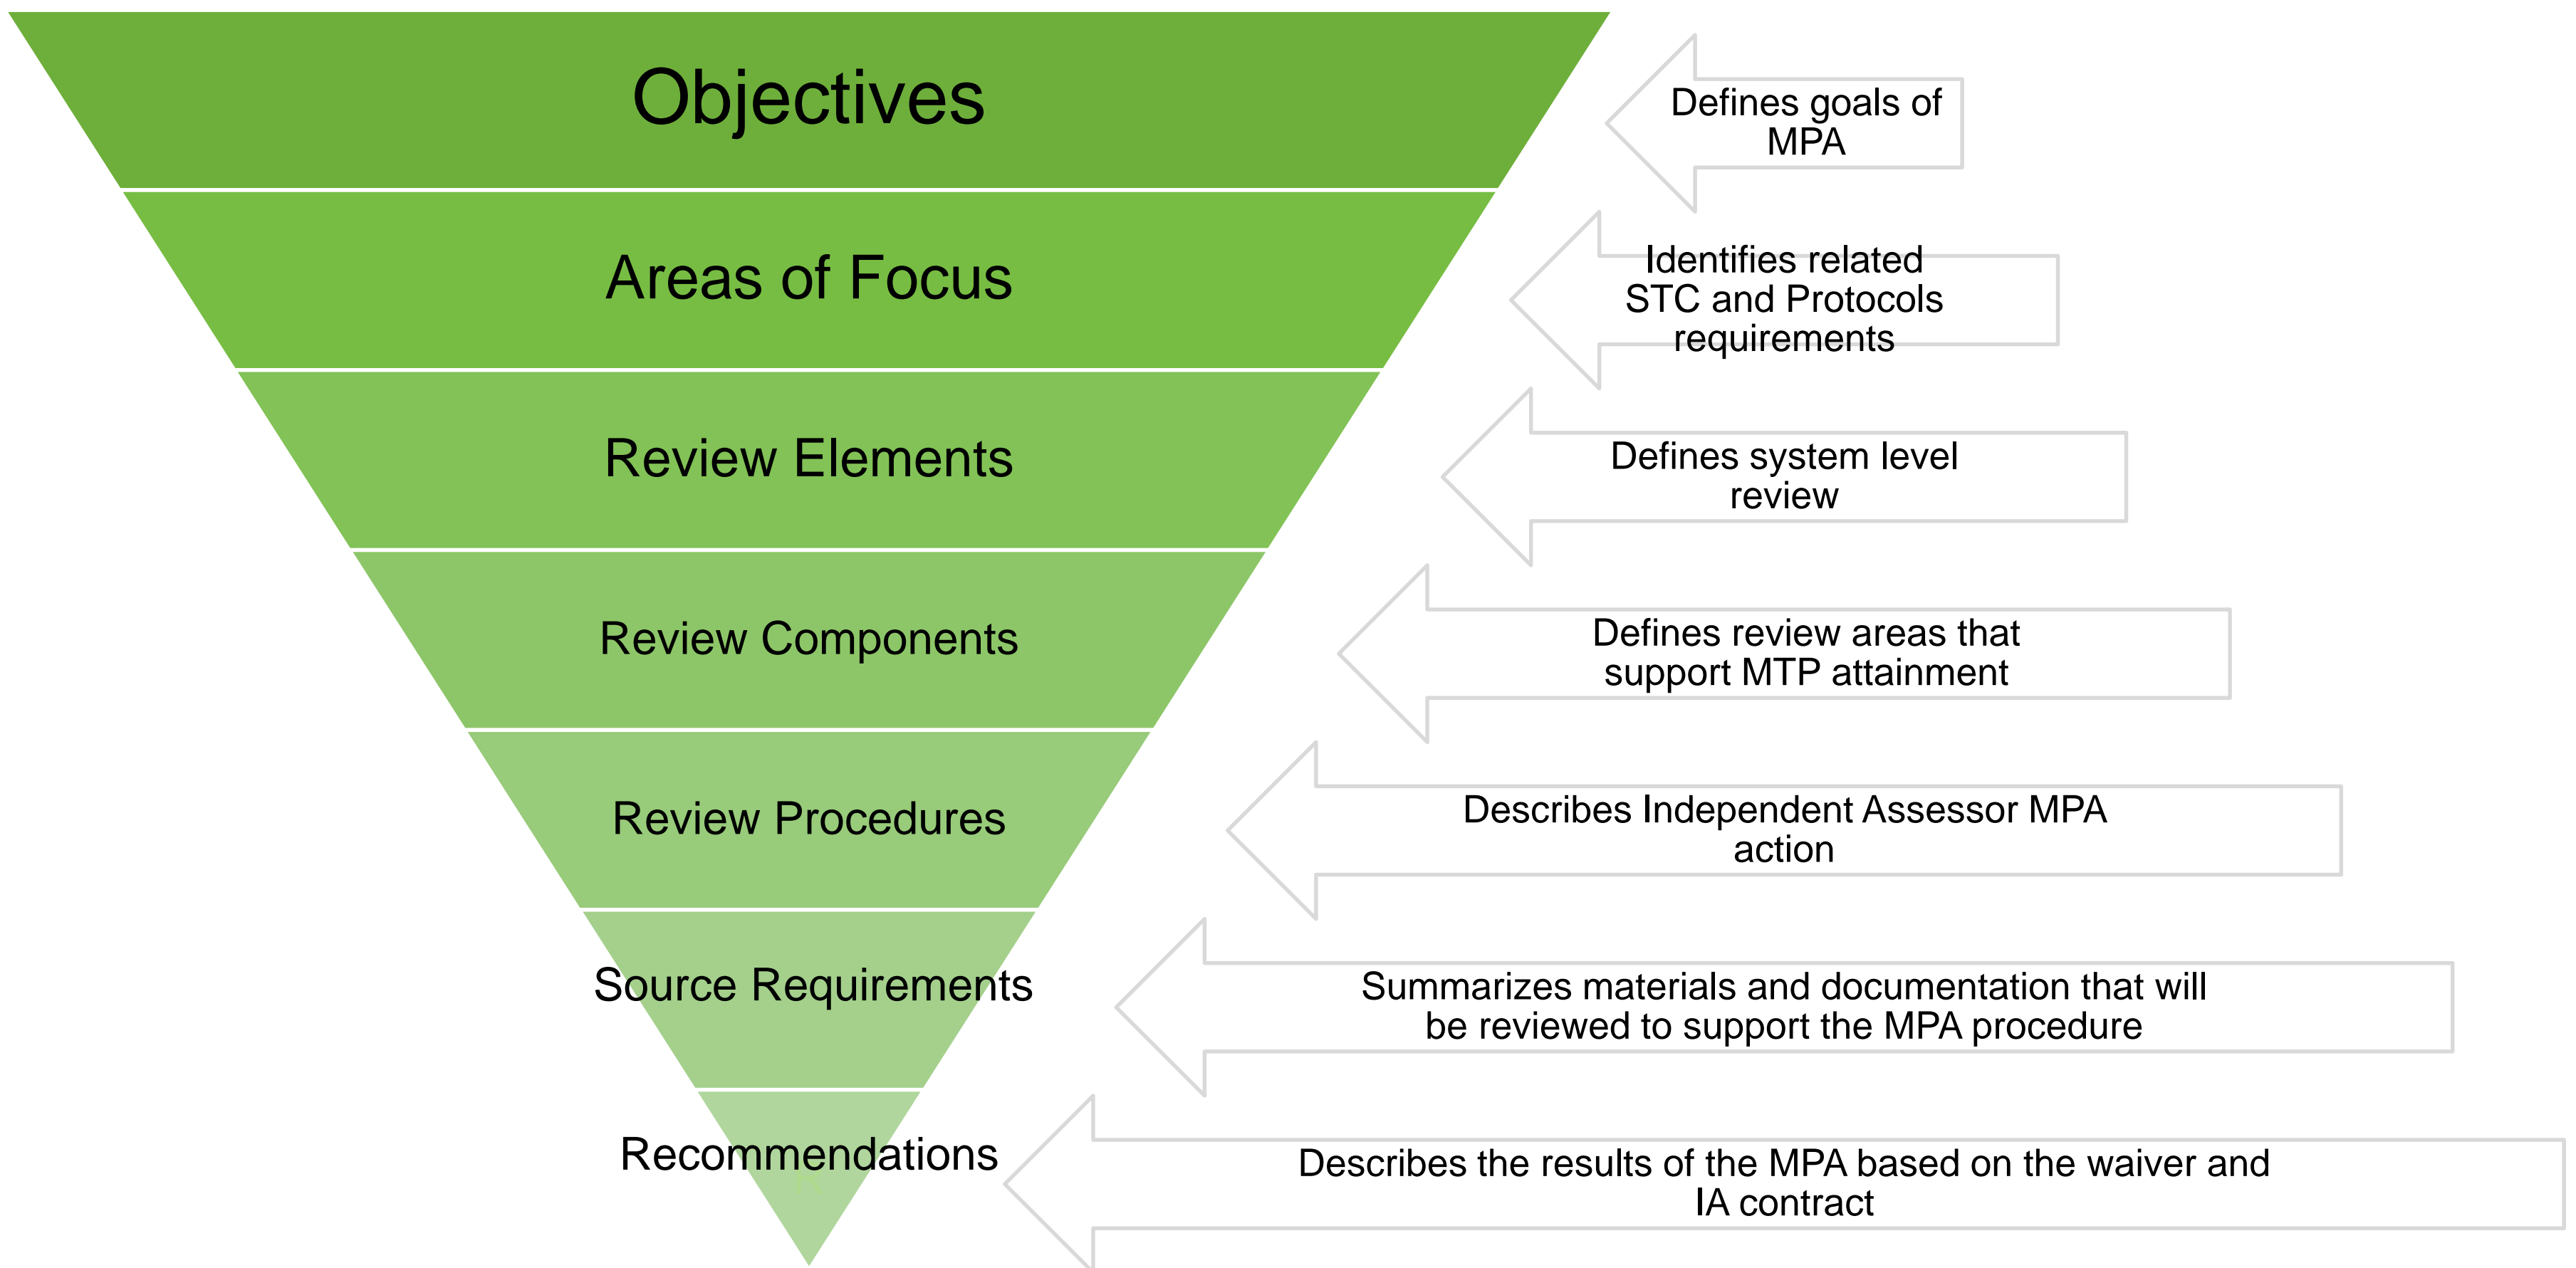 Objectives
Defines goals of
MPA
Areas of Focus
Identifies related
STC and Protocols
requirements
Review Elements
Defines system level
review
Review Components
Defines review areas that
support MTP attainment
Review Procedures
Describes Independent Assessor MPA
action
Source Requirements
Summarizes materials and documentation that will
be reviewed to support the MPA procedure
Recommendations
Describes the results of the MPA based on the waiver and
IA contract